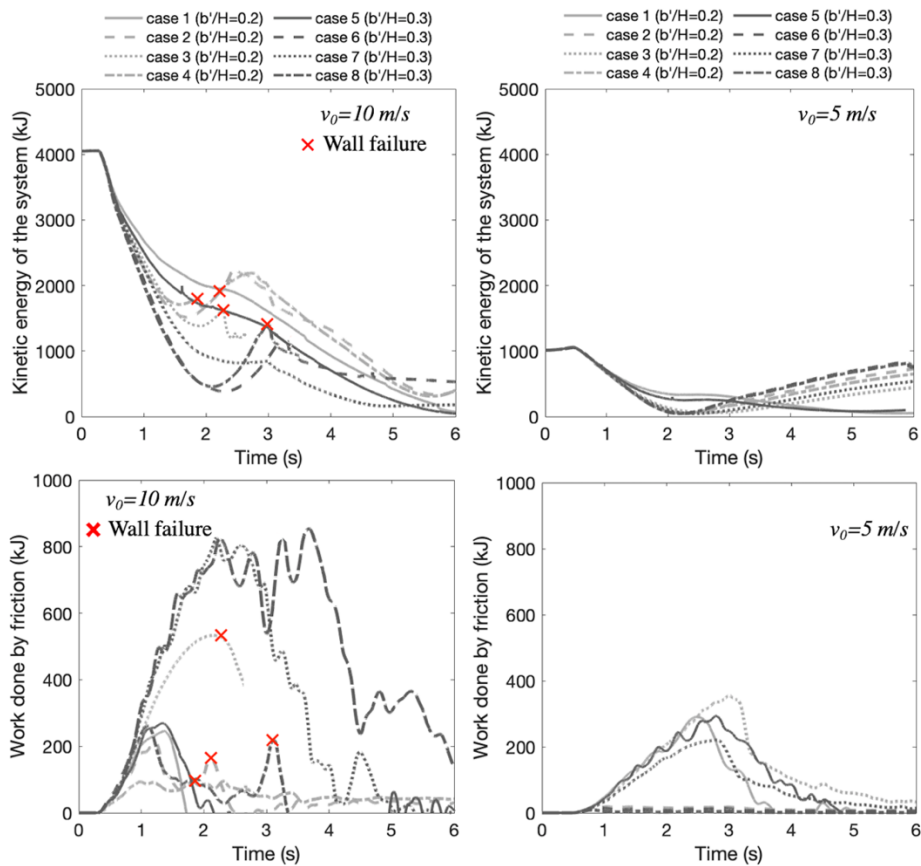 case 1 (b'/H=0.2) case 5 (b'/H=0.3)
case 2 (b'/H=0.2) case 6 (b'/H=0.3)
case 3 (b'/H=0.2) case 7 (b'/H=0.3)
case 4 (b'/H=0.2) case 8 (b'/H=0.3)
5000
4000
3000
2000
1000
0
Kinetic energy of the system (kJ)
v₀=10 m/s
Wall failure
0 1 2 3 4 5 6
Time (s)
case 1 (b'/H=0.2) case 5 (b'/H=0.3)
case 2 (b'/H=0.2) case 6 (b'/H=0.3)
case 3 (b'/H=0.2) case 7 (b'/H=0.3)
case 4 (b'/H=0.2) case 8 (b'/H=0.3)
5000
4000
3000
2000
1000
0
Kinetic energy of the system (kJ)
v₀=5 m/s
0 1 2 3 4 5 6
Time (s)
1000
800
600
400
200
0
Work done by friction (kJ)
v₀=10 m/s
Wall failure
0 1 2 3 4 5 6
Time (s)
1000
800
600
400
200
0
Work done by friction (kJ)
v₀=5 m/s
0 1 2 3 4 5 6
Time (s)